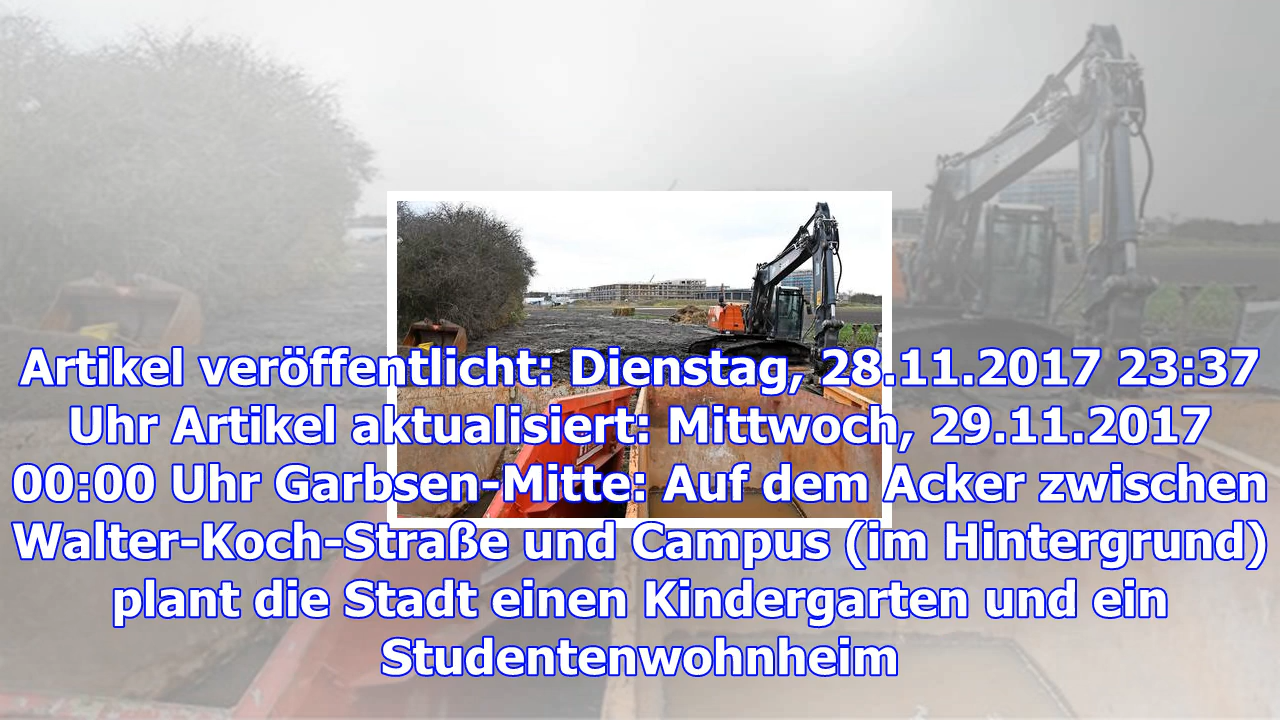 Artikel veröffentlicht: Dienstag, 28.11.2017 23:37
Uhr Artikel aktualisiert: Mittwoch, 29.11.2017
00:00 Uhr Garbsen-Mitte: Auf dem Acker zwischen
Walter-Koch-Straße und Campus (im Hintergrund)
plant die Stadt einen Kindergarten und ein
Studentenwohnheim